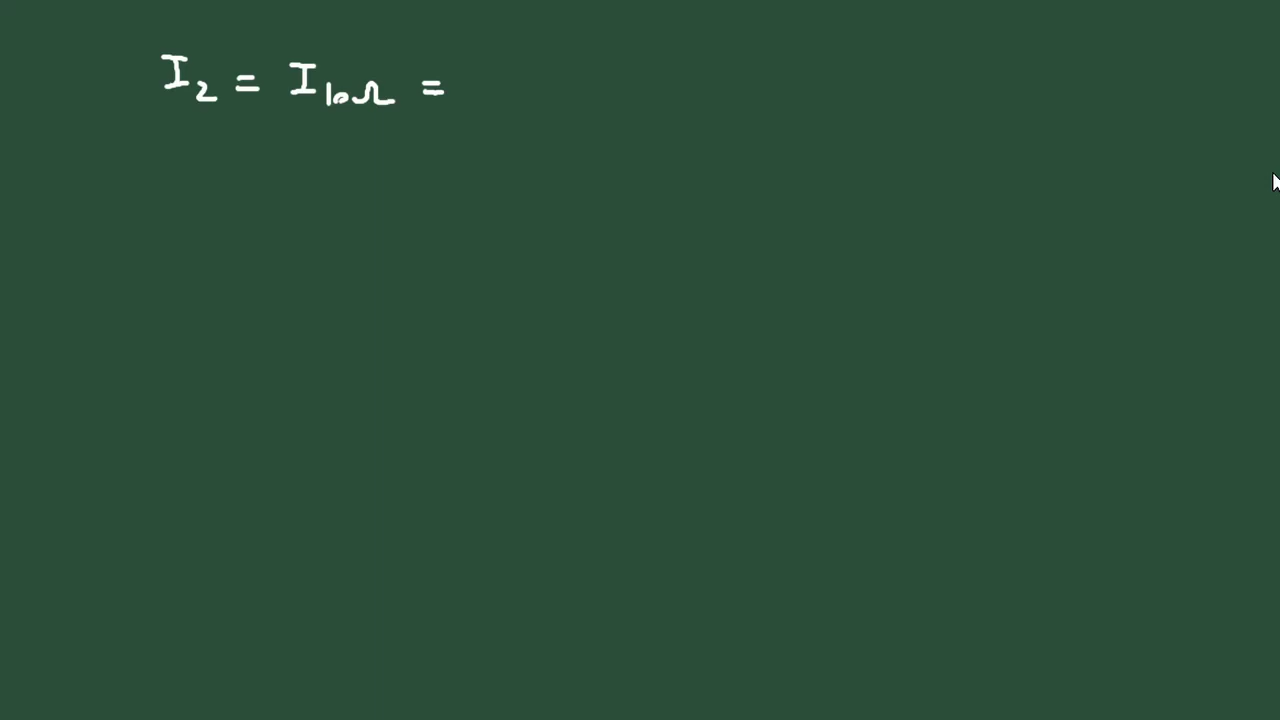 I₂ = I₁₀Ω =